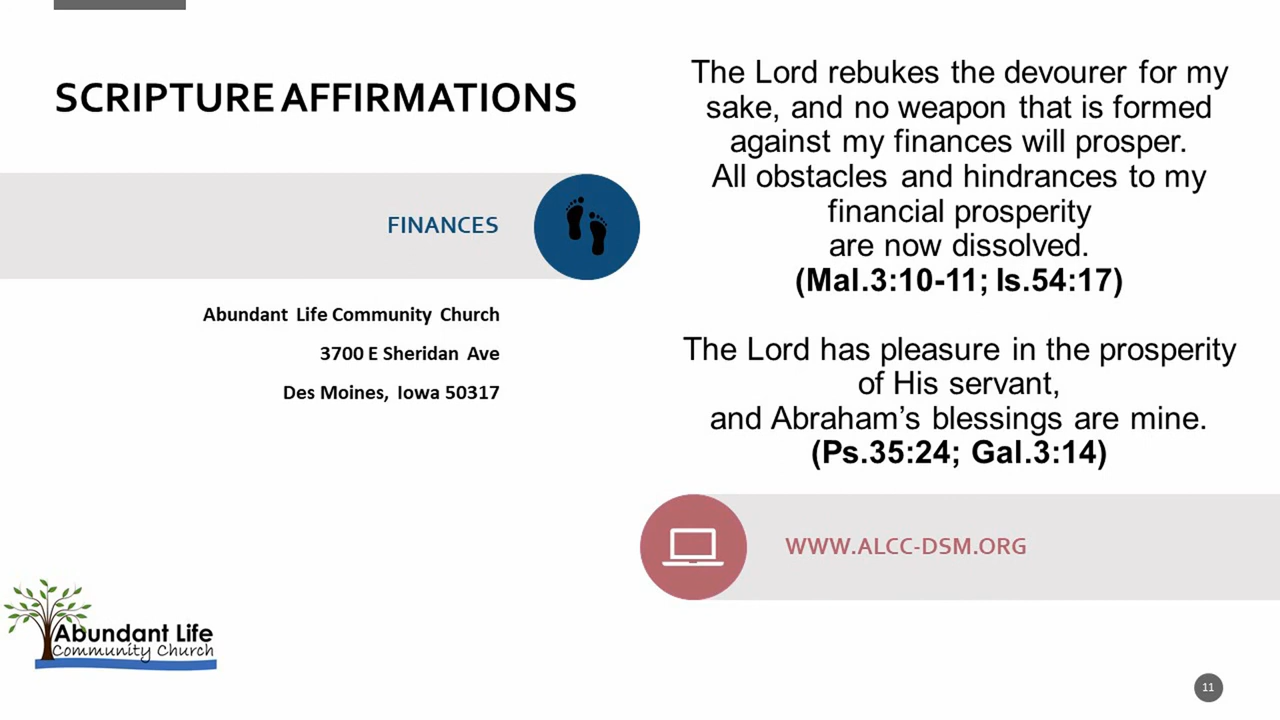 SCRIPTURE AFFIRMATIONS
FINANCES
Abundant Life Community Church
3700 E Sheridan Ave
Des Moines, Iowa 50317
The Lord rebukes the devourer for my
sake, and no weapon that is formed
against my finances will prosper.
All obstacles and hindrances to my
financial prosperity
are now dissolved.
(Mal.3:10-11; Is.54:17)
The Lord has pleasure in the prosperity
of His servant,
and Abraham’s blessings are mine.
(Ps.35:24; Gal.3:14)
WWW.ALCC-DSM.ORG
Abundant Life
Community Church
11